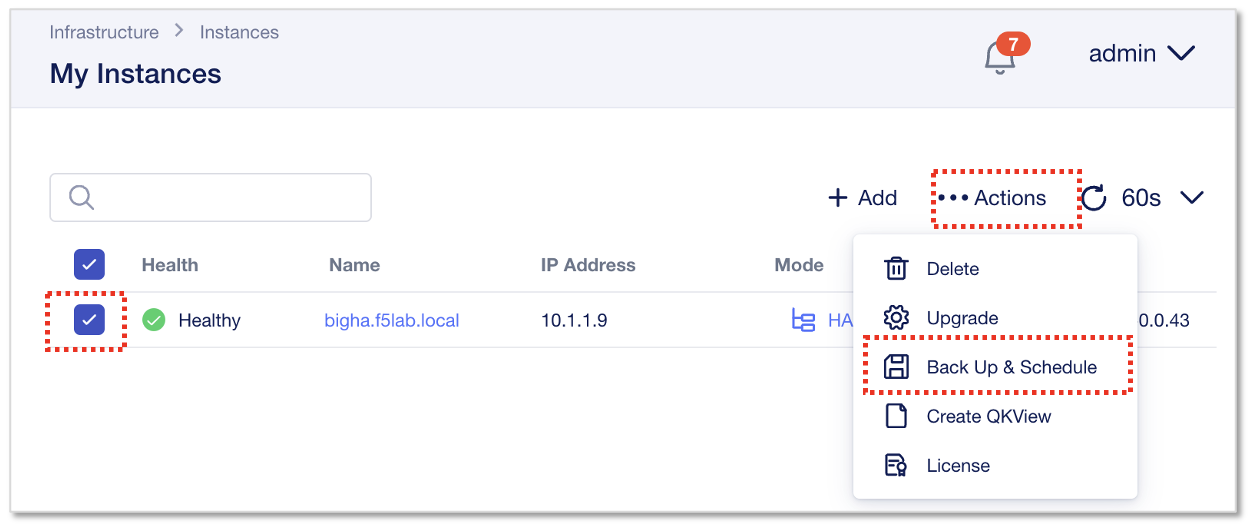 Infrastructure > Instances
My Instances
7
admin
+ Add
••• Actions
60s
Health Name IP Address Mode
Healthy bigha.f5lab.local 10.1.1.9 HA 0.0.43
Delete
Upgrade
Back Up & Schedule
Create QKView
License